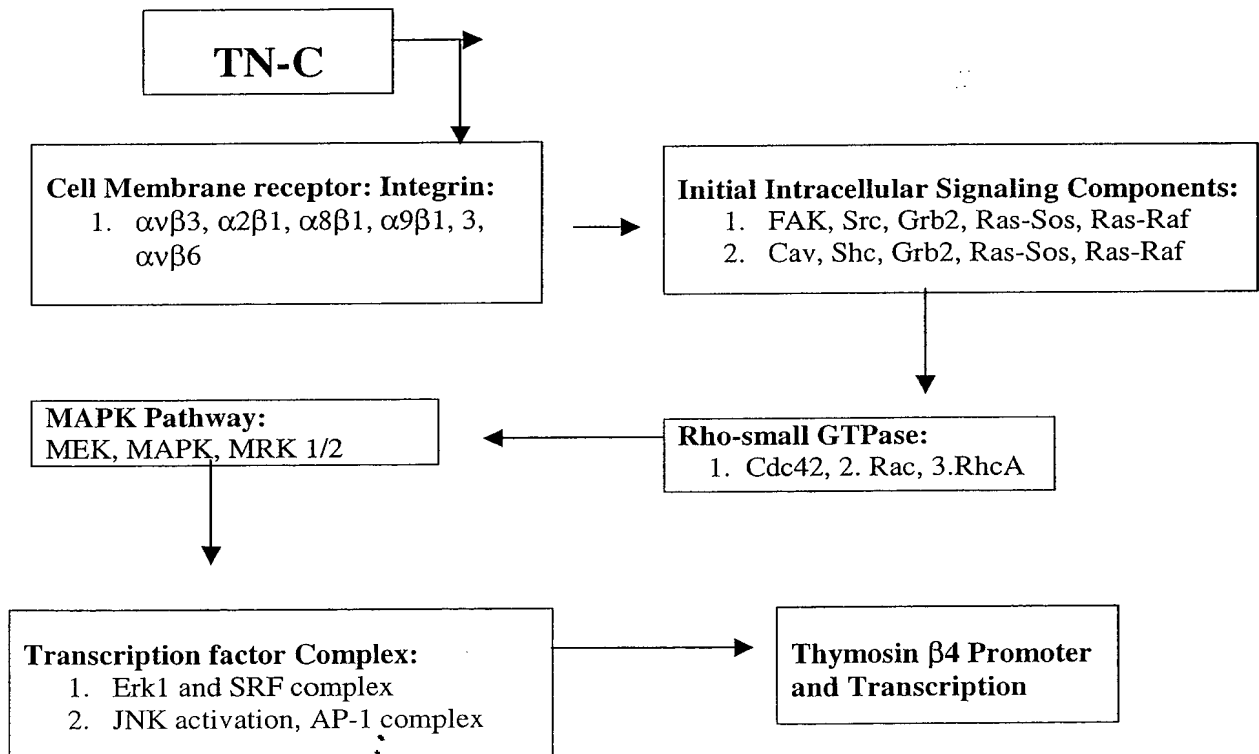 TN-C
Cell Membrane receptor: Integrin:
1. ανβ3, α2β1, α8β1, α9β1, 3,
ανβ6
Initial Intracellular Signaling Components:
1. FAK, Src, Grb2, Ras-Sos, Ras-Raf
2. Cav, Shc, Grb2, Ras-Sos, Ras-Raf
MAPK Pathway:
MEK, MAPK, MRK 1/2
Rho-small GTPase:
1. Cdc42, 2. Rac, 3.RhcA
Transcription factor Complex:
1. Erk1 and SRF complex
2. JNK activation, AP-1 complex
Thymosin β4 Promoter
and Transcription